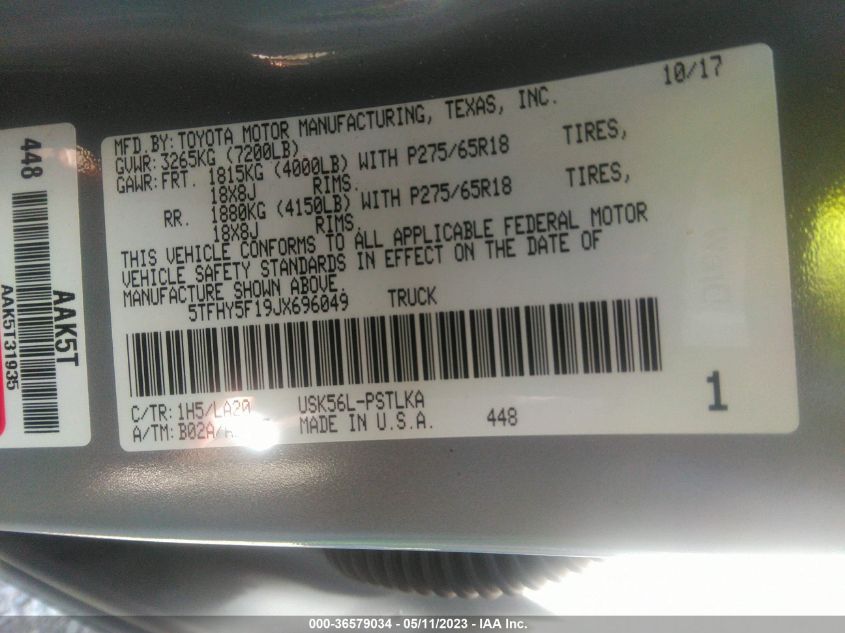 448
AAK5T
AAK5T31935
10/17
MFD.BY:TOYOTA MOTOR MANUFACTURING, TEXAS, INC.
GVWR: 3265KG (7200LB)
GAWR:FRT. 1815KG (4000LB) WITH P275/65R18 TIRES,
18X8J RIMS.
RR. 1880KG (4150LB) WITH P275/65R18 TIRES,
18X8J RIMS.
THIS VEHICLE CONFORMS TO ALL APPLICABLE FEDERAL MOTOR
VEHICLE SAFETY STANDARDS IN EFFECT ON THE DATE OF
MANUFACTURE SHOWN ABOVE.
5TFHY5F19JX696049 TRUCK
C/TR: 1H5/LA20 USK56L-PSTLKA
A/TM: B02A/ MADE IN U.S.A. 448
1
000-36579034 - 05/11/2023 - IAA Inc.